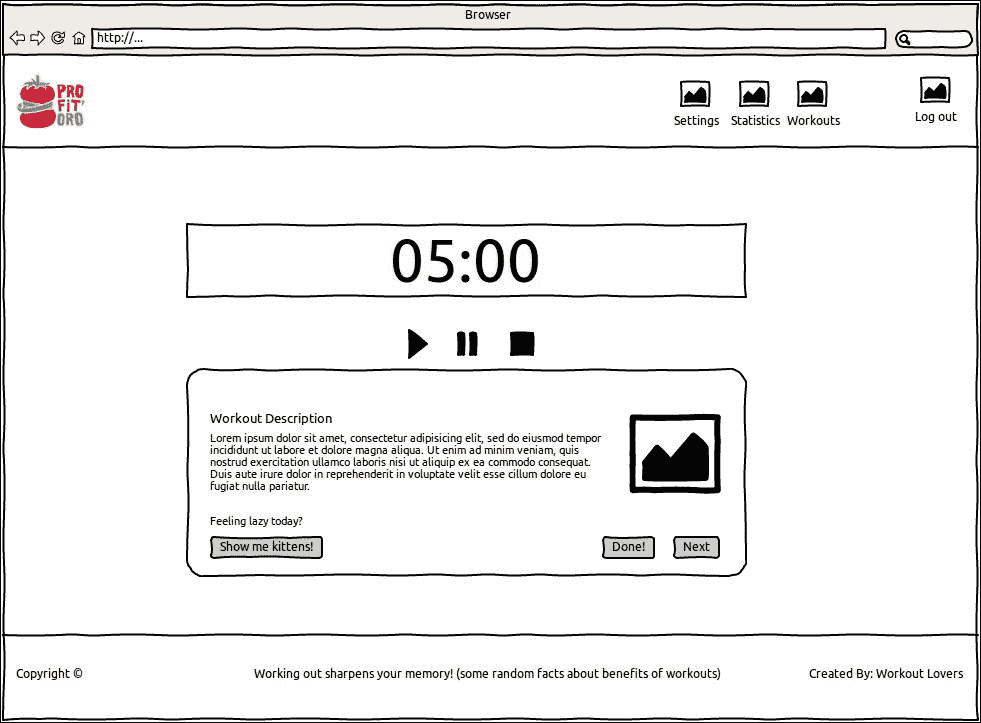 Browser
http://...
PRO
FiT'
ORO
Settings Statistics Workouts Log out
05:00
Workout Description
Lorem ipsum dolor sit amet, consectetur adipisicing elit, sed do eiusmod tempor
incididunt ut labore et dolore magna aliqua. Ut enim ad minim veniam, quis
nostrud exercitation ullamco laboris nisi ut aliquip ex ea commodo consequat.
Duis aute irure dolor in reprehenderit in voluptate velit esse cillum dolore eu
fugiat nulla pariatur.
Feeling lazy today?
Show me kittens! Done! Next
Copyright © Working out sharpens your memory! (some random facts about benefits of workouts) Created By: Workout Lovers